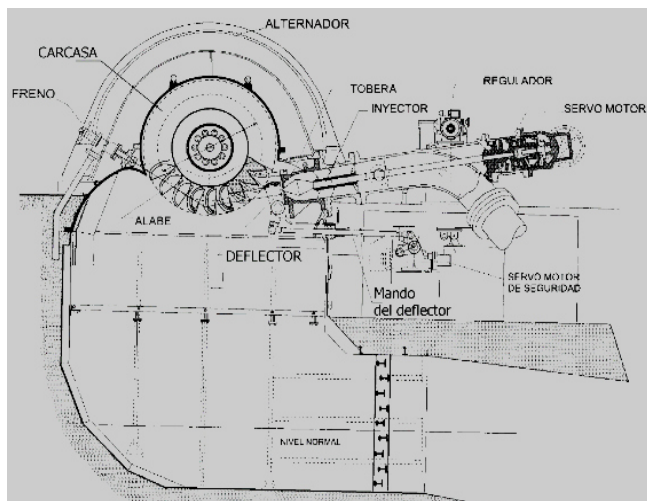 ALTERNADOR
CARCASA
FRENO
TOBERA
INYECTOR
REGULADOR
SERVO MOTOR
ALABE
DEFLECTOR
Mando
del deflector
SERVO MOTOR
DE SEGURIDAD
NIVEL NORMAL